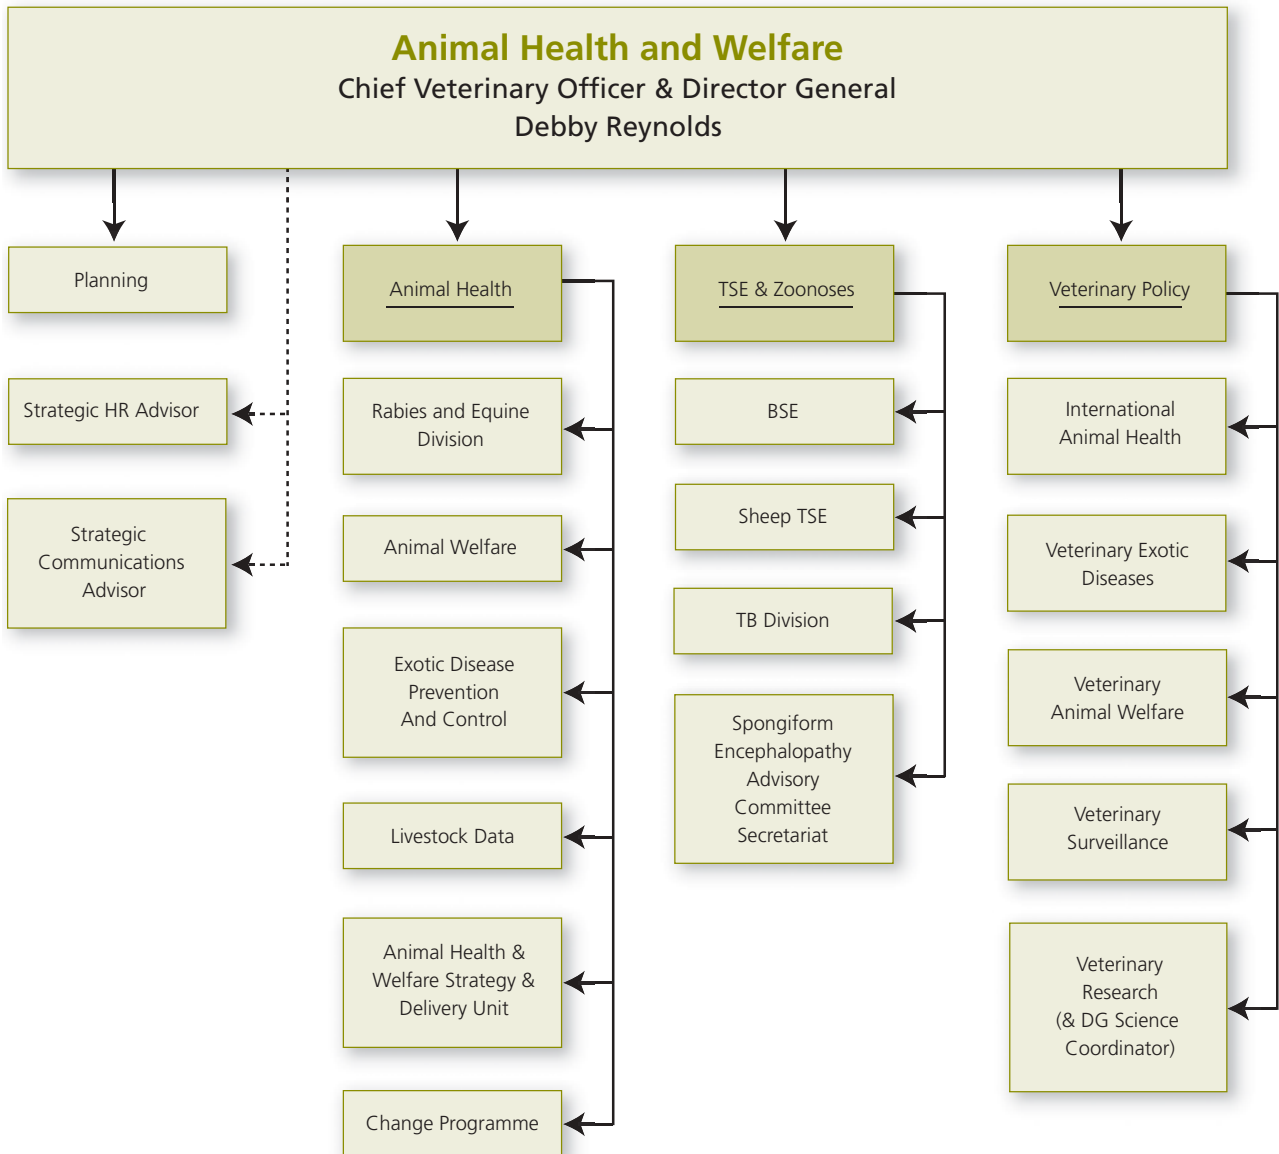 Animal Health and Welfare
Chief Veterinary Officer & Director General
Debby Reynolds
Planning
Strategic HR Advisor
Strategic
Communications
Advisor
Animal Health
Rabies and Equine
Division
Animal Welfare
Exotic Disease
Prevention
And Control
Livestock Data
Animal Health &
Welfare Strategy &
Delivery Unit
Change Programme
TSE & Zoonoses
BSE
Sheep TSE
TB Division
Spongiform
Encephalopathy
Advisory
Committee
Secretariat
Veterinary Policy
International
Animal Health
Veterinary Exotic
Diseases
Veterinary
Animal Welfare
Veterinary
Surveillance
Veterinary
Research
(& DG Science
Coordinator)